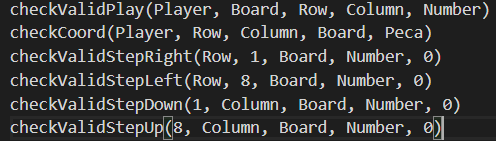 checkValidPlay(Player, Board, Row, Column, Number)
checkCoord(Player, Row, Column, Board, Peca)
checkValidStepRight(Row, 1, Board, Number, 0)
checkValidStepLeft(Row, 8, Board, Number, 0)
checkValidStepDown(1, Column, Board, Number, 0)
checkValidStepUp(8, Column, Board, Number, 0)